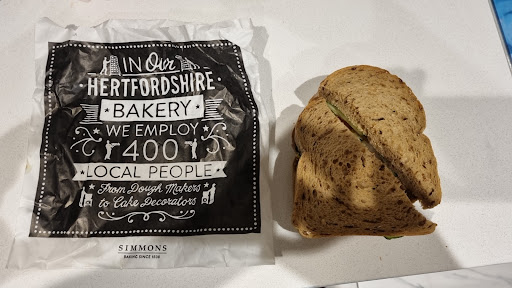 IN Our
HERTFORDSHIRE
BAKERY
WE EMPLOY
400
LOCAL PEOPLE
From Dough Makers
to Cake Decorators
SIMMONS
BAKING SINCE 1838